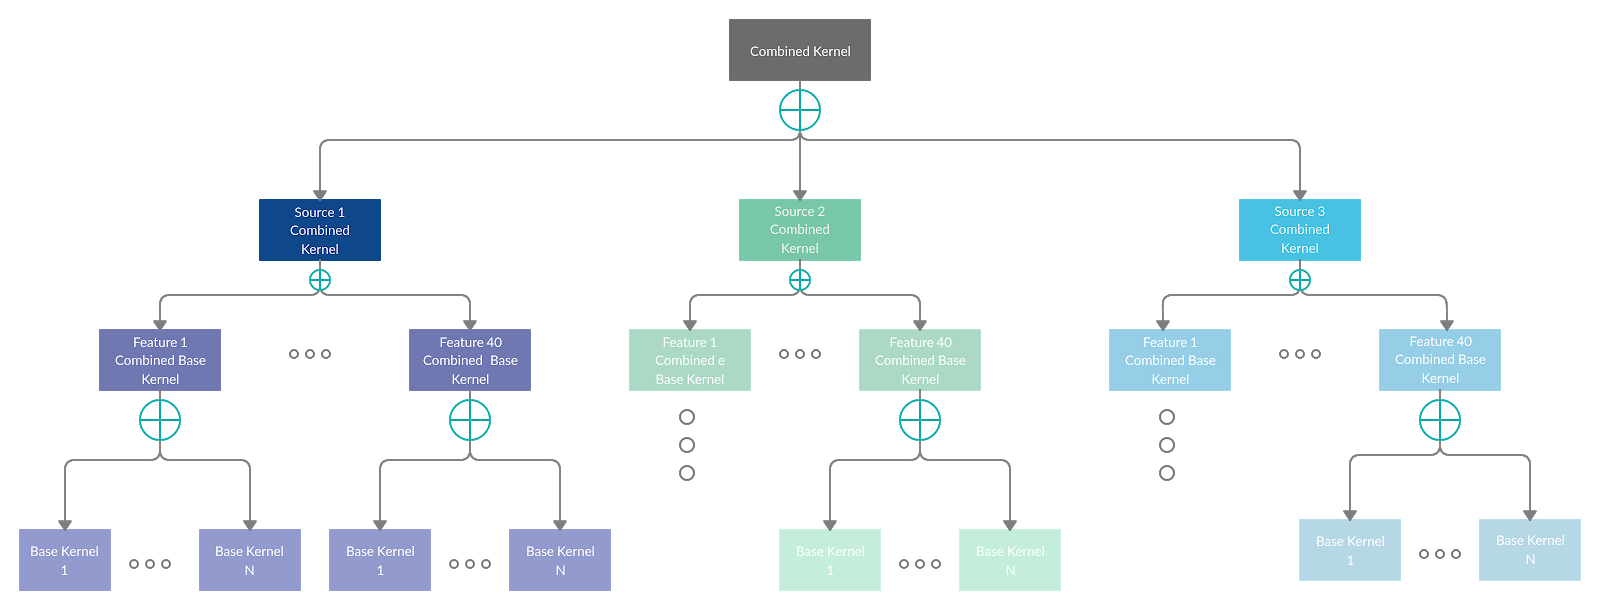 Combined Kernel
Source 1
Combined
Kernel
Source 2
Combined
Kernel
Source 3
Combined
Kernel
Feature 1
Combined Base
Kernel
Feature 40
Combined  Base
Kernel
Feature 1
Combined e
Base Kernel
Feature 40
Combined Base
Kernel
Feature 1
Combined Base
Kernel
Feature 40
Combined Base
Kernel
Base Kernel
1
Base Kernel
N
Base Kernel
1
Base Kernel
N
Base Kernel
1
Base Kernel
N
Base Kernel
1
Base Kernel
N